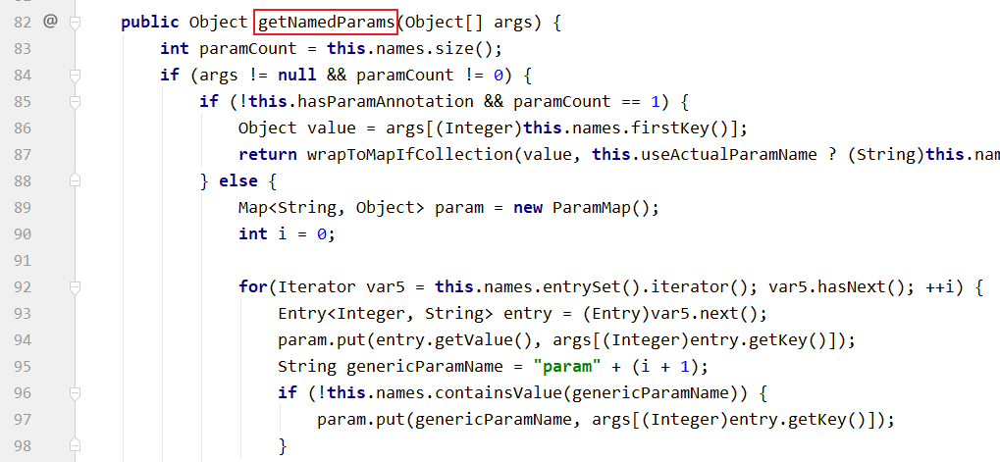 82 @ public Object getNamedParams(Object[] args) {
83 int paramCount = this.names.size();
84 if (args != null && paramCount != 0) {
85 if (!this.hasParamAnnotation && paramCount == 1) {
86 Object value = args[(Integer)this.names.firstKey()];
87 return wrapToMapIfCollection(value, this.useActualParamName ? (String)this.nam
88 } else {
89 Map<String, Object> param = new ParamMap();
90 int i = 0;
91
92 for(Iterator var5 = this.names.entrySet().iterator(); var5.hasNext(); ++i) {
93 Entry<Integer, String> entry = (Entry)var5.next();
94 param.put(entry.getValue(), args[(Integer)entry.getKey()]);
95 String genericParamName = "param" + (i + 1);
96 if (!this.names.containsValue(genericParamName)) {
97 param.put(genericParamName, args[(Integer)entry.getKey()]);
98 }